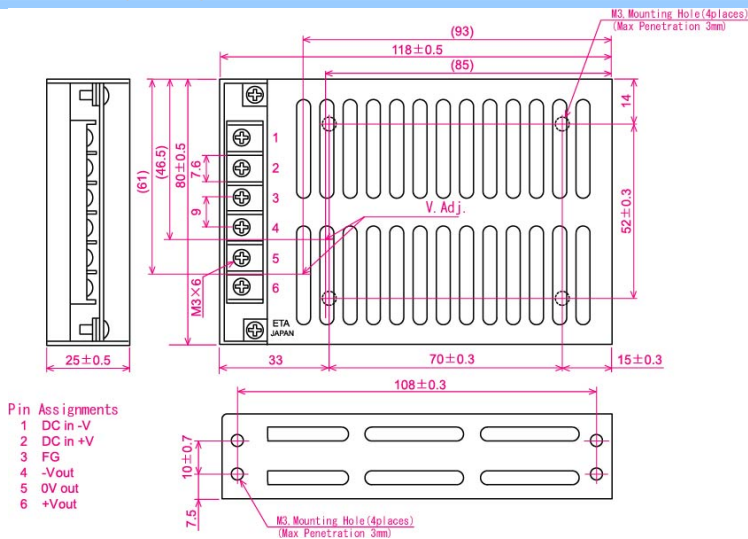 M3, Mounting Hole(4places)
(Max Penetration 3mm)
(93)
118±0.5
(85)
14
(61)
(46.5)
80±0.5
7.6
9
1
2
3
4
5
6
V.Adj.
52±0.3
M3×6
ETA
JAPAN
25±0.5
33
70±0.3
15±0.3
108±0.3
Pin Assignments
1 DC in -V
2 DC in +V
3 FG
4 -Vout
5 0V out
6 +Vout
10±0.7
7.5
M3, Mounting Hole(4places)
(Max Penetration 3mm)